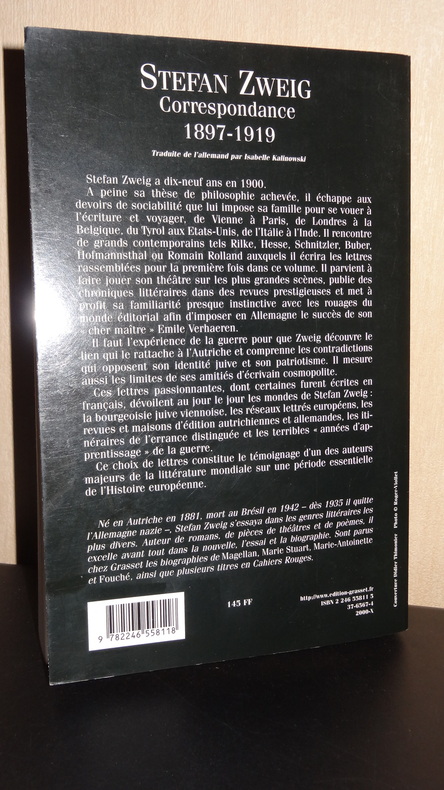 STEFAN ZWEIG
Correspondance
1897-1919
Traduite de l'allemand par Isabelle Kalinowski
Stefan Zweig a dix-neuf ans en 1900.
A peine sa thèse de philosophie achevée, il échappe aux
devoirs de sociabilité que lui impose sa famille pour se vouer à
l'écriture et voyager, de Vienne à Paris, de Londres à la
Belgique, du Tyrol aux Etats-Unis, de l'Italie à l'Inde. Il rencontre
de grands contemporains tels Rilke, Hesse, Schnitzler, Buber,
Hofmannsthal ou Romain Rolland auxquels il écrira les lettres
rassemblées pour la première fois dans ce volume. Il parvient à
faire jouer son théâtre sur les plus grandes scènes, publie des
chroniques littéraires dans des revues prestigieuses et met à
profit sa familiarité presque instinctive avec les rouages du
monde éditorial afin d'imposer en Allemagne le succès de son
« cher maître » Emile Verhaeren.
Il faut l'expérience de la guerre pour que Zweig découvre le
lien qui le rattache à l'Autriche et comprenne les contradictions
qui opposent son identité juive et son patriotisme. Il mesure
aussi les limites de ses amitiés d'écrivain cosmopolite.
Ces lettres passionnantes, dont certaines furent écrites en
français, dévoilent au jour le jour les mondes de Stefan Zweig :
la bourgeoisie juive viennoise, les réseaux lettrés européens, les
revues et maisons d'édition autrichiennes et allemandes, les iti-
néraires de l'errance distinguée et les terribles « années d'ap-
prentissage » de la guerre.
Ce choix de lettres constitue le témoignage d'un des auteurs
majeurs de la littérature mondiale sur une période essentielle
de l'Histoire européenne.
Né en Autriche en 1881, mort au Brésil en 1942 – dès 1935 il quitte
l'Allemagne nazie –, Stefan Zweig s'essaya dans les genres littéraires les
plus divers. Auteur de romans, de pièces de théâtres et de poèmes, il
excelle avant tout dans la nouvelle, l'essai et la biographie. Sont parus
chez Grasset les biographies de Magellan, Marie Stuart, Marie-Antoinette
et Fouché, ainsi que plusieurs titres en Cahiers Rouges.
145 FF
http://www.edition-grasset.fr
ISBN 2 246 55811 5
37-6567-4
2000-X
9 782246 558118
Couverture Didier Thimonier Photo © Roger-Viollet